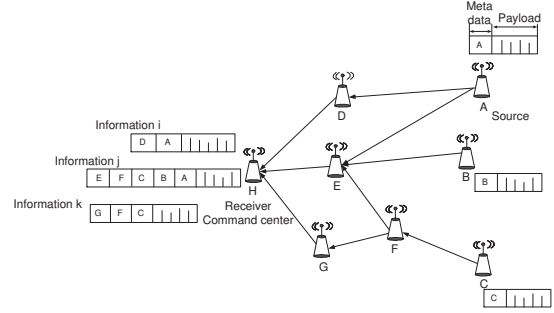 Meta
data
Payload
A
A
Source
D
Information i
D A
Information j
E F C B A
H
Receiver
Command center
E
B
B
Information k
G F C
G
F
C
C